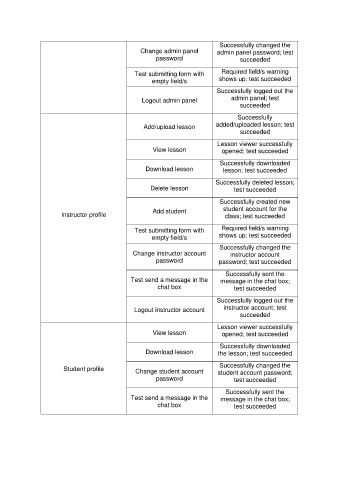 Change admin panel
password
Successfully changed the
admin panel password; test
succeeded
Test submitting form with
empty field/s
Required field/s warning
shows up; test succeeded
Logout admin panel
Successfully logged out the
admin panel; test
succeeded
Instructor profile
Add/upload lesson
Successfully
added/uploaded lesson; test
succeeded
View lesson
Lesson viewer successfully
opened; test succeeded
Download lesson
Successfully downloaded
lesson; test succeeded
Delete lesson
Successfully deleted lesson;
test succeeded
Add student
Successfully created new
student account for the
class; test succeeded
Test submitting form with
empty field/s
Required field/s warning
shows up; test succeeded
Change instructor account
password
Successfully changed the
instructor account
password; test succeeded
Test send a message in the
chat box
Successfully sent the
message in the chat box;
test succeeded
Logout instructor account
Successfully logged out the
instructor account; test
succeeded
Student profile
View lesson
Lesson viewer successfully
opened; test succeeded
Download lesson
Successfully downloaded
the lesson; test succeeded
Change student account
password
Successfully changed the
student account password;
test succeeded
Test send a message in the
chat box
Successfully sent the
message in the chat box;
test succeeded